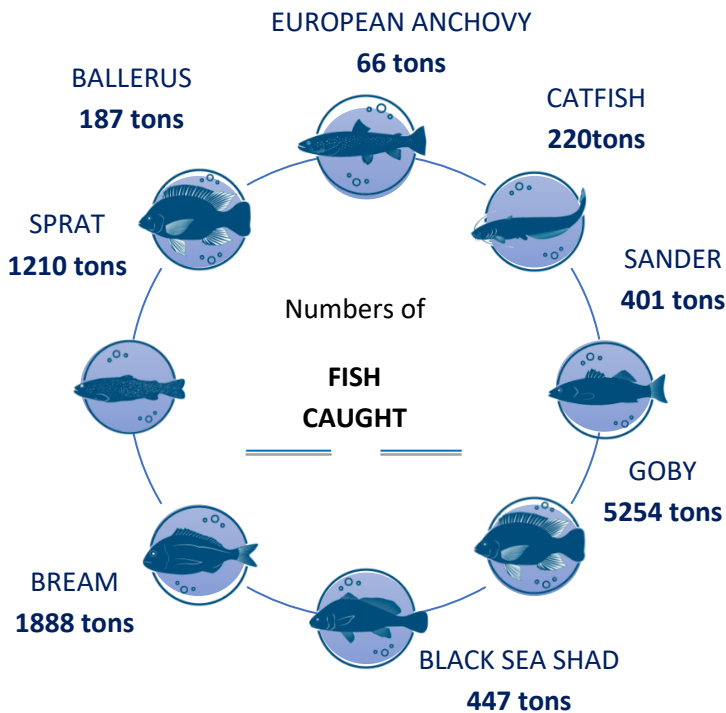 EUROPEAN ANCHOVY
66 tons
BALLERUS
187 tons
CATFISH
220tons
SPRAT
1210 tons
SANDER
401 tons
Numbers of
FISH
CAUGHT
GOBY
5254 tons
BREAM
1888 tons
BLACK SEA SHAD
447 tons